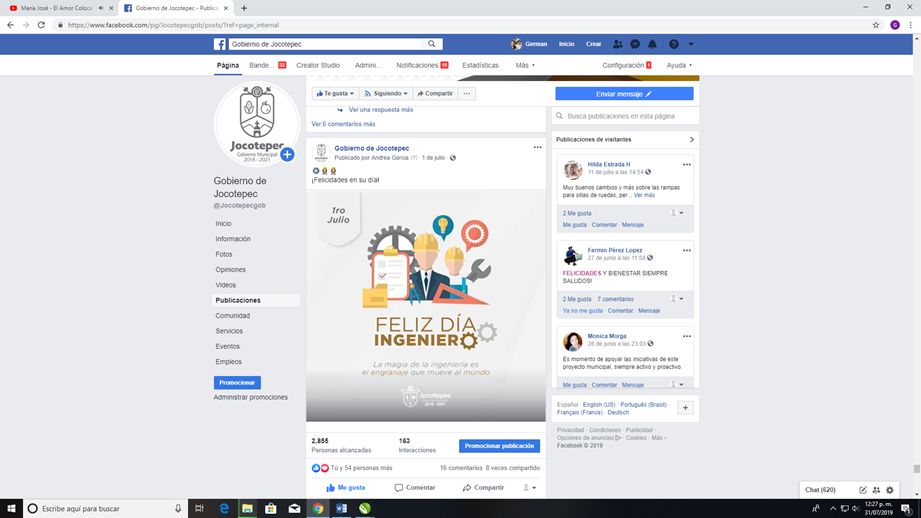 María José - El Amor Coloca
Gobierno de Jocotepec - Publica
https://www.facebook.com/pg/Jocotepecgob/posts/?ref=page_internal
Gobierno de Jocotepec
German
Inicio
Crear
Página
Bande...
22
Creator Studio
Admini...
Notificaciones
Estadísticas
Más
Configuración
1
Ayuda
Te gusta
Siguiendo
Compartir
Enviar mensaje
Ver una respuesta más
Ver 6 comentarios más
Busca publicaciones en esta página
Jocotepec
Gobierno Municipal
2018 - 2021
Gobierno de
Jocotepec
@Jocotepecgob
Inicio
Información
Fotos
Opiniones
Videos
Publicaciones
Comunidad
Servicios
Eventos
Empleos
Promocionar
Administrar promociones
Gobierno de Jocotepec
Publicado por Andrea Garcia
1 de julio
¡Felicidades en su día!
1ro
Julio
FELIZ DÍA
INGENIERO
La magia de la ingeniería es
el engranaje que mueve al mundo
Jocotepec
2018 - 2021
2,855
Personas alcanzadas
163
Interacciones
Promocionar publicación
Tú y 54 personas más
16 comentarios 8 veces compartido
Me gusta
Comentar
Compartir
Publicaciones de visitantes
Hilda Estrada H
11 de julio a las 14:54
Muy buenos cambios y más sobre las rampas
para sillas de ruedas, per... Ver más
2 Me gusta
Me gusta · Comentar · Mensaje
Fermin Pérez Lopez
27 de junio a las 11:58
FELICIDADES Y BIENESTAR SIEMPRE
SALUDOS!
2 Me gusta 7 comentarios
Ya no me gusta · Comentar · Mensaje
Monica Morga
26 de junio a las 23:03
Es momento de apoyar las iniciativas de este
proyecto municipal, siempre activo y proactivo.
Me gusta · Comentar · Mensaje
Español · English (US) · Português (Brasil) ·
Français (France) · Deutsch
Privacidad · Condiciones · Publicidad ·
Opciones de anuncios · Cookies · Más
Facebook © 2019
Chat (620)
Escribe aquí para buscar
12:27 p. m.
31/07/2019